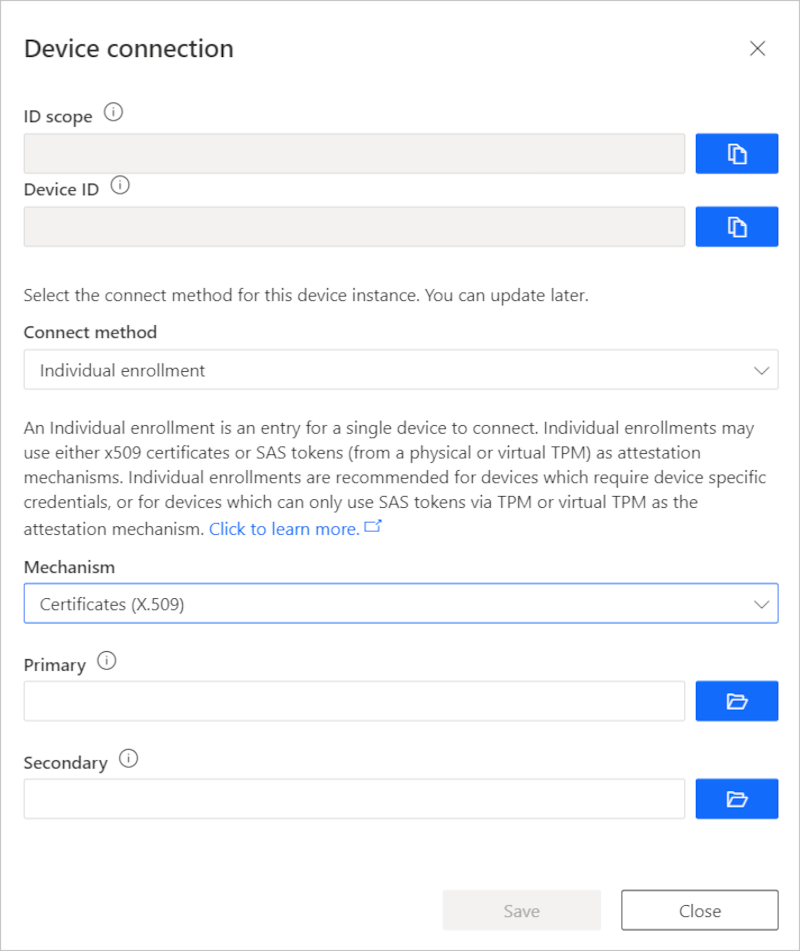 Device connection
ID scope
Device ID
Select the connect method for this device instance. You can update later.
Connect method
Individual enrollment
An Individual enrollment is an entry for a single device to connect. Individual enrollments may
use either x509 certificates or SAS tokens (from a physical or virtual TPM) as attestation
mechanisms. Individual enrollments are recommended for devices which require device specific
credentials, or for devices which can only use SAS tokens via TPM or virtual TPM as the
attestation mechanism. Click to learn more.
Mechanism
Certificates (X.509)
Primary
Secondary
Save
Close